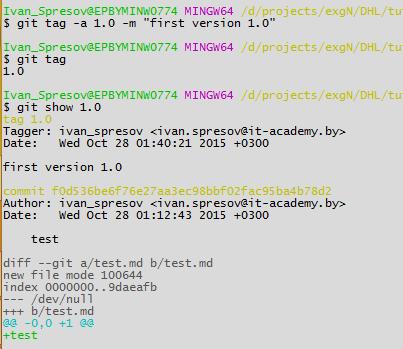 Ivan_Spresov@EPBYMINW0774 MINGW64 /d/projects/exgN/DHL/tu
$ git tag -a 1.0 -m "first version 1.0"
Ivan_Spresov@EPBYMINW0774 MINGW64 /d/projects/exgN/DHL/tu
$ git tag
1.0
Ivan_Spresov@EPBYMINW0774 MINGW64 /d/projects/exgN/DHL/tu
$ git show 1.0
tag 1.0
Tagger: ivan_spresov <ivan.spresov@it-academy.by>
Date:   Wed Oct 28 01:40:21 2015 +0300
first version 1.0
commit f0d536be6f76e27aa3ec98bbf02fac95ba4b78d2
Author: ivan_spresov <ivan.spresov@it-academy.by>
Date:   Wed Oct 28 01:12:43 2015 +0300
    test
diff --git a/test.md b/test.md
new file mode 100644
index 0000000..9daeafb
--- /dev/null
+++ b/test.md
@@ -0,0 +1 @@
+test